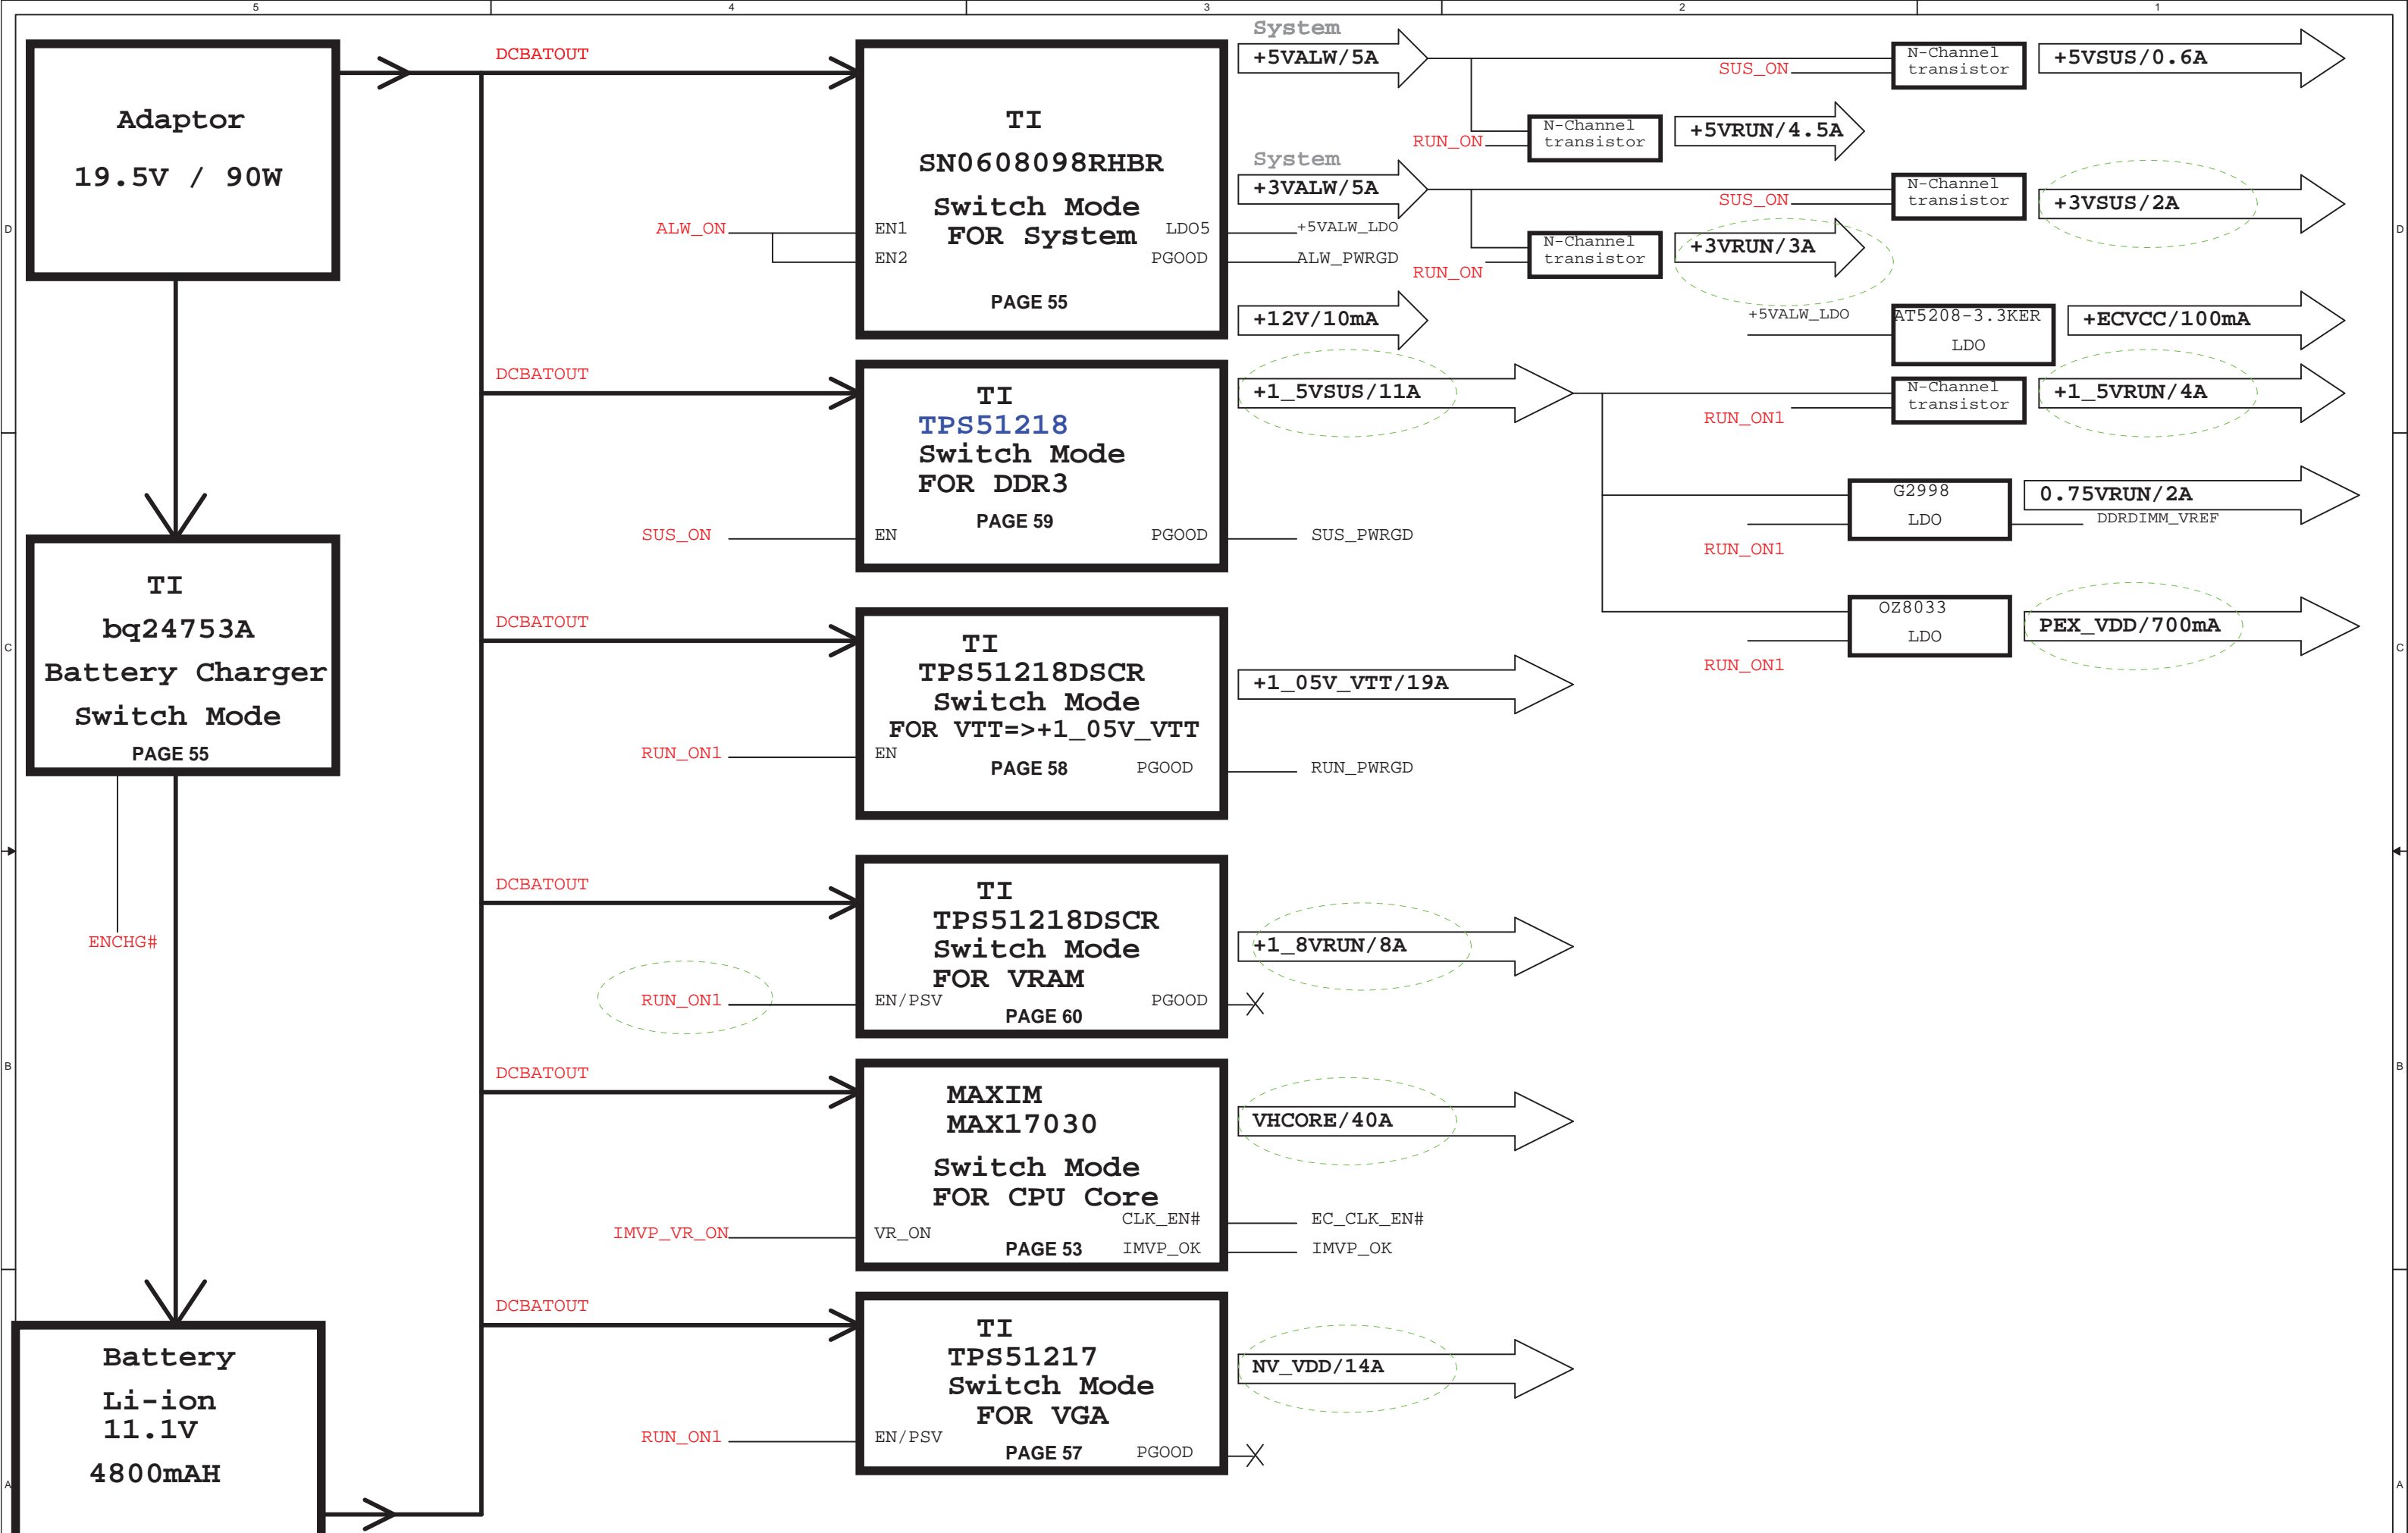 5 4 3 2 1
Adaptor
19.5V / 90W
TI
bq24753A
Battery Charger
Switch Mode
PAGE 55
ENCHG#
Battery
Li-ion
11.1V
4800mAH
DCBATOUT
TI
SN0608098RHBR
Switch Mode
FOR System
ALW_ON
EN1
EN2
LDO5
PGOOD
PAGE 55
+5VALW_LDO
ALW_PWRGD
System
+5VALW/5A
SUS_ON
N-Channel
transistor
+5VSUS/0.6A
RUN_ON
N-Channel
transistor
+5VRUN/4.5A
System
+3VALW/5A
SUS_ON
N-Channel
transistor
+3VSUS/2A
RUN_ON
N-Channel
transistor
+3VRUN/3A
+12V/10mA
+5VALW_LDO
AT5208-3.3KER
LDO
+ECVCC/100mA
DCBATOUT
TI
TPS51218
Switch Mode
FOR DDR3
PAGE 59
SUS_ON
EN
PGOOD
SUS_PWRGD
+1_5VSUS/11A
RUN_ON1
N-Channel
transistor
+1_5VRUN/4A
G2998
LDO
RUN_ON1
0.75VRUN/2A
DDRDIMM_VREF
OZ8033
LDO
RUN_ON1
PEX_VDD/700mA
DCBATOUT
TI
TPS51218DSCR
Switch Mode
FOR VTT=>+1_05V_VTT
RUN_ON1
EN
PAGE 58
PGOOD
RUN_PWRGD
+1_05V_VTT/19A
DCBATOUT
TI
TPS51218DSCR
Switch Mode
FOR VRAM
RUN_ON1
EN/PSV
PGOOD
PAGE 60
+1_8VRUN/8A
DCBATOUT
MAXIM
MAX17030
Switch Mode
FOR CPU Core
CLK_EN#
EC_CLK_EN#
IMVP_VR_ON
VR_ON
PAGE 53
IMVP_OK
IMVP_OK
VHCORE/40A
DCBATOUT
TI
TPS51217
Switch Mode
FOR VGA
RUN_ON1
EN/PSV
PAGE 57
PGOOD
NV_VDD/14A
D
C
B
A
D
C
B
A